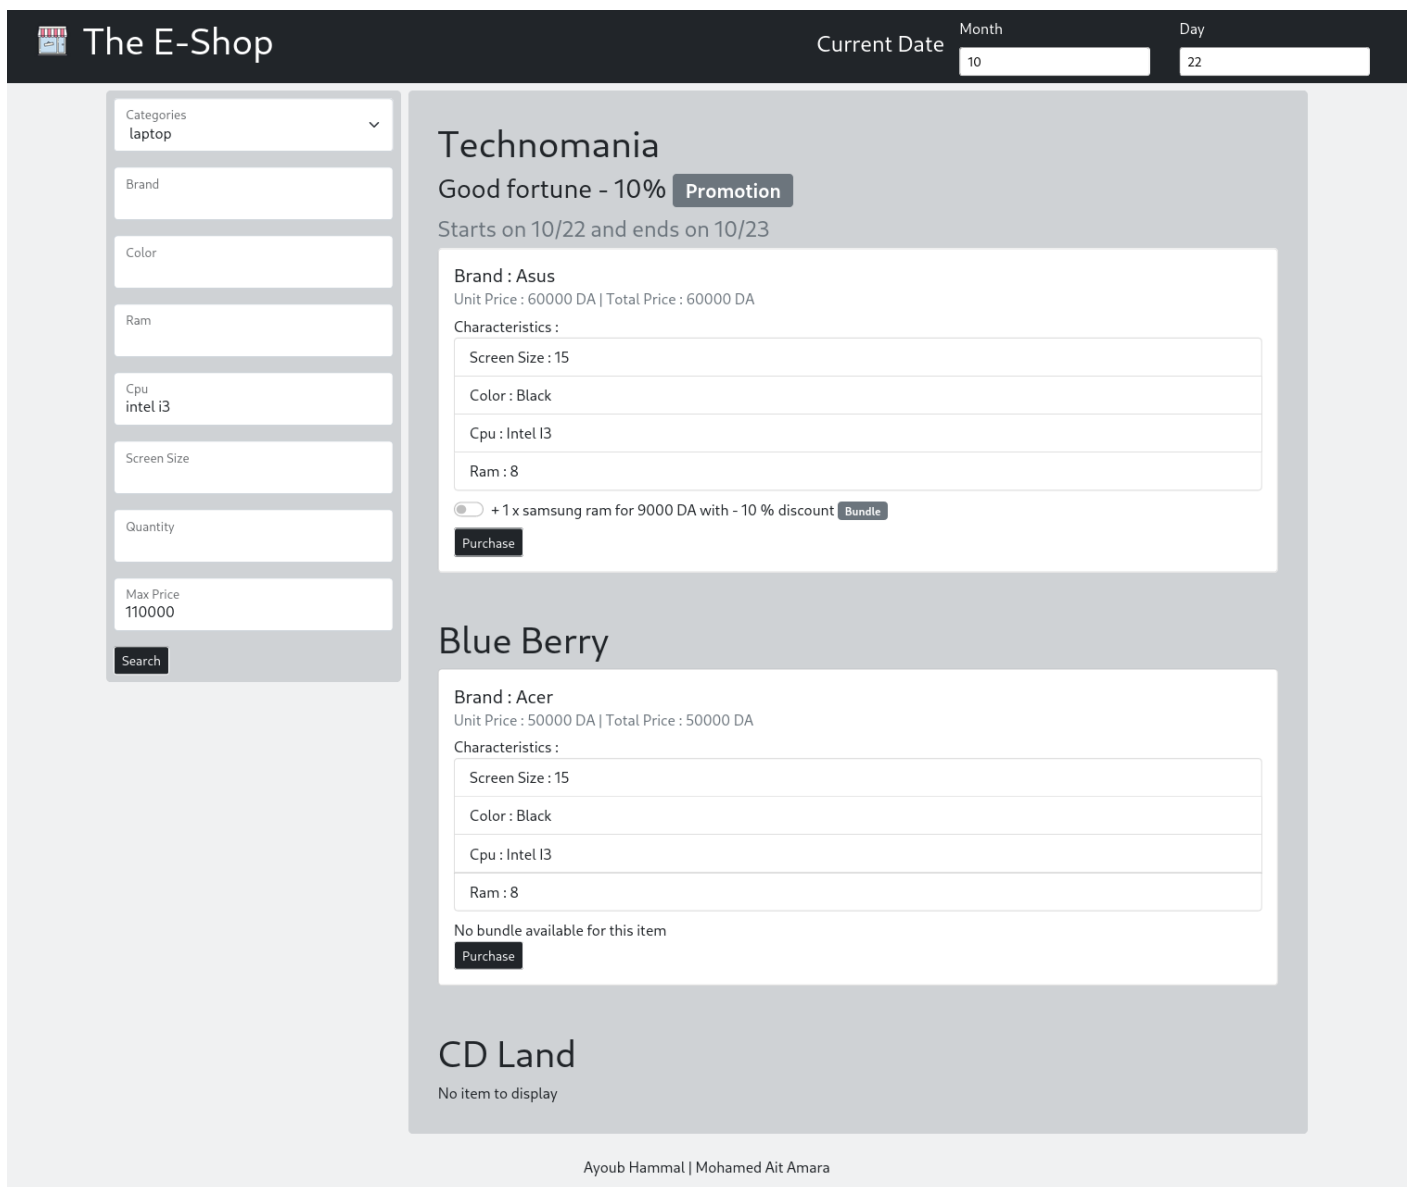 The E-Shop
Current Date
Month
10
Day
22
Categories
laptop
Brand
Color
Ram
Cpu
intel i3
Screen Size
Quantity
Max Price
110000
Search
Technomania
Good fortune - 10% Promotion
Starts on 10/22 and ends on 10/23
Brand : Asus
Unit Price : 60000 DA | Total Price : 60000 DA
Characteristics :
Screen Size : 15
Color : Black
Cpu : Intel I3
Ram : 8
+ 1 x samsung ram for 9000 DA with - 10 % discount Bundle
Purchase
Blue Berry
Brand : Acer
Unit Price : 50000 DA | Total Price : 50000 DA
Characteristics :
Screen Size : 15
Color : Black
Cpu : Intel I3
Ram : 8
No bundle available for this item
Purchase
CD Land
No item to display
Ayoub Hammal | Mohamed Ait Amara